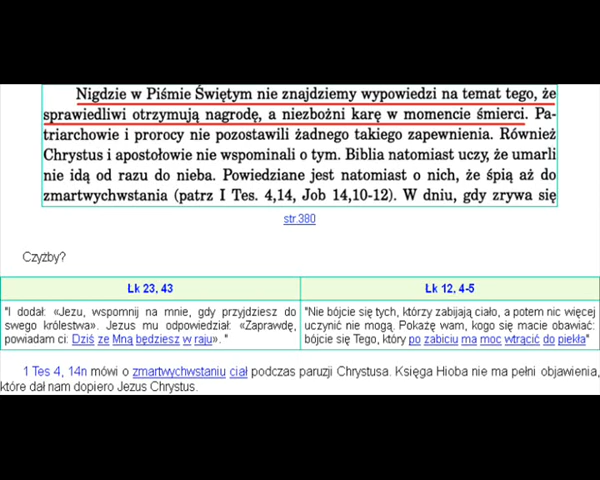 Nigdzie w Piśmie Świętym nie znajdziemy wypowiedzi na temat tego, że
sprawiedliwi otrzymują nagrodę, a niezbożni karę w momencie śmierci. Pa-
triarchowie i prorocy nie pozostawili żadnego takiego zapewnienia. Również
Chrystus i apostołowie nie wspominali o tym. Biblia natomiast uczy, że umarli
nie idą od razu do nieba. Powiedziane jest natomiast o nich, że śpią aż do
zmartwychwstania (patrz I Tes. 4,14, Job 14,10-12). W dniu, gdy zrywa się
str.380
Czyżby?
Lk 23, 43
"I dodał: «Jezu, wspomnij na mnie, gdy przyjdziesz do
swego królestwa». Jezus mu odpowiedział: «Zaprawdę,
powiadam ci: Dziś ze Mną będziesz w raju». "
Lk 12, 4-5
"Nie bójcie się tych, którzy zabijają ciało, a potem nic więcej
uczynić nie mogą. Pokażę wam, kogo się macie obawiać:
bójcie się Tego, który po zabiciu ma moc wtrącić do piekła"
1 Tes 4, 14n mówi o zmartwychwstaniu ciał podczas paruzji Chrystusa. Księga Hioba nie ma pełni objawienia,
które dał nam dopiero Jezus Chrystus.